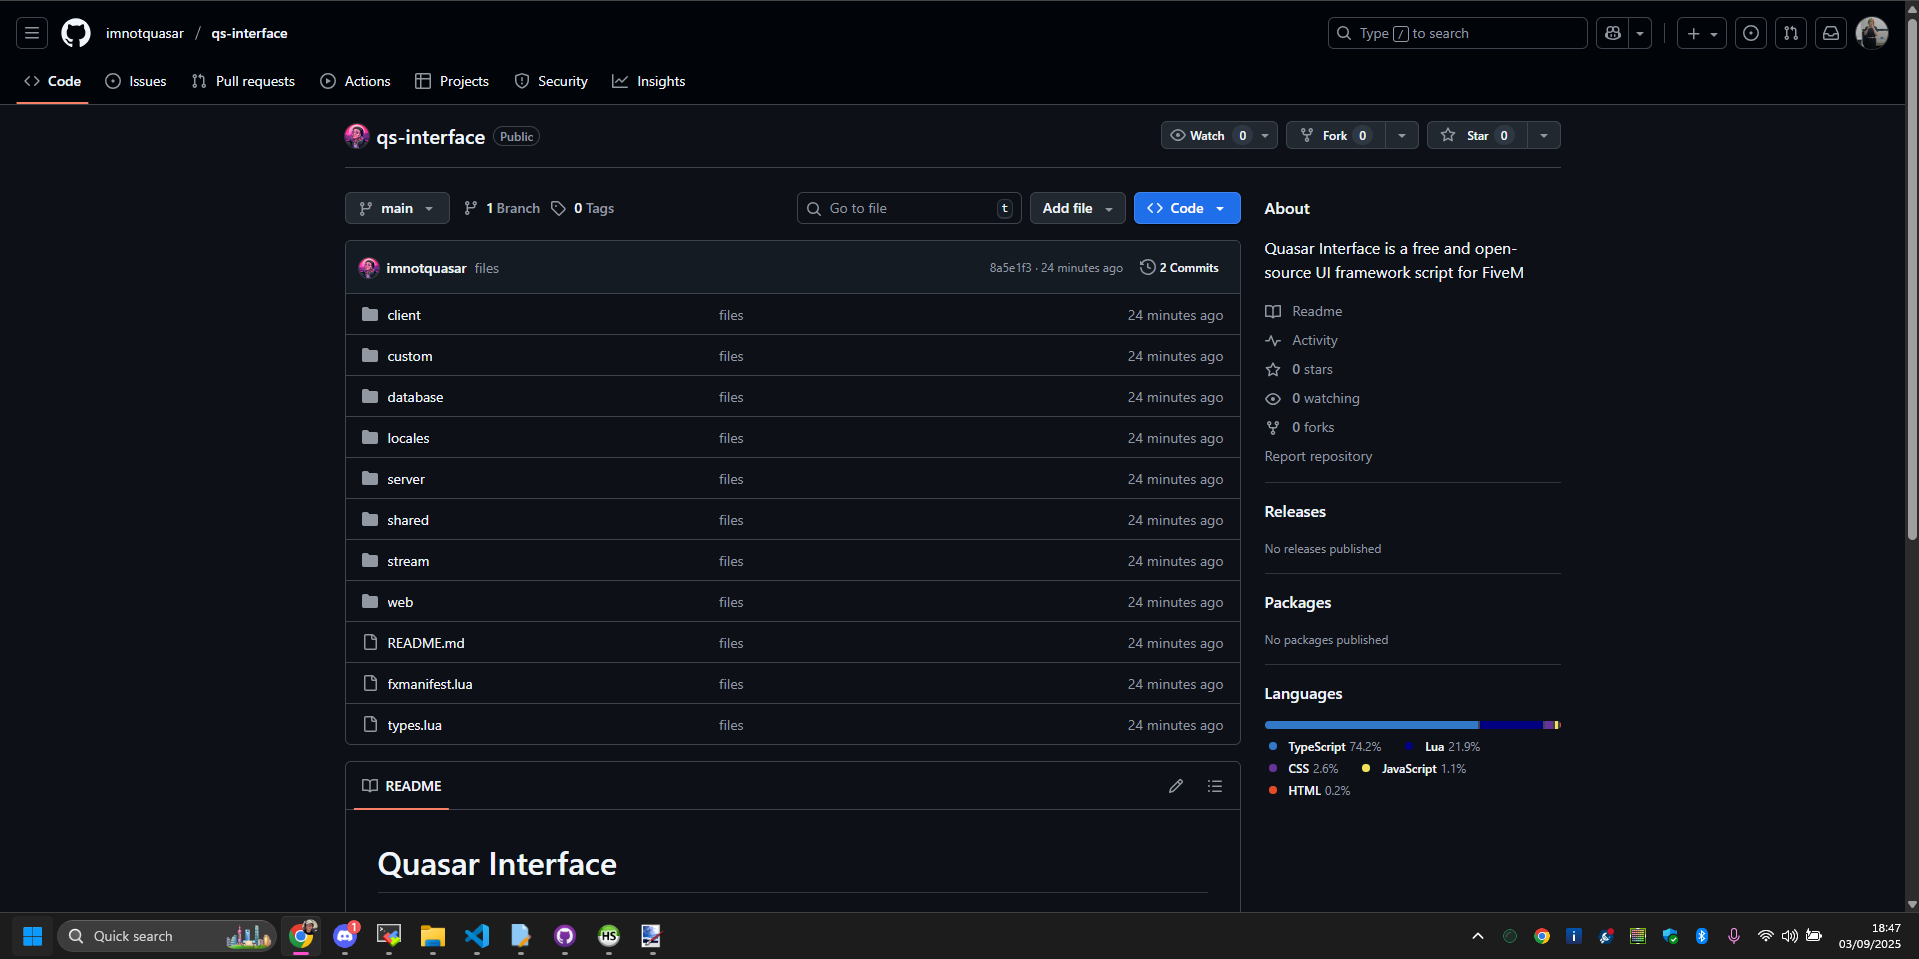 imnotquasar / qs-interface
Type / to search
Code Issues Pull requests Actions Projects Security Insights
qs-interface Public
Watch 0 Fork 0 Star 0
main 1 Branch 0 Tags
Go to file t Add file Code
imnotquasar files 8a5e1f3 · 24 minutes ago 2 Commits
client files 24 minutes ago
custom files 24 minutes ago
database files 24 minutes ago
locales files 24 minutes ago
server files 24 minutes ago
shared files 24 minutes ago
stream files 24 minutes ago
web files 24 minutes ago
README.md files 24 minutes ago
fxmanifest.lua files 24 minutes ago
types.lua files 24 minutes ago
README
Quasar Interface
About
Quasar Interface is a free and open-
source UI framework script for FiveM
Readme
Activity
0 stars
0 watching
0 forks
Report repository
Releases
No releases published
Packages
No packages published
Languages
TypeScript 74.2% Lua 21.9%
CSS 2.6% JavaScript 1.1%
HTML 0.2%
Quick search
1
HS
18:47
03/09/2025